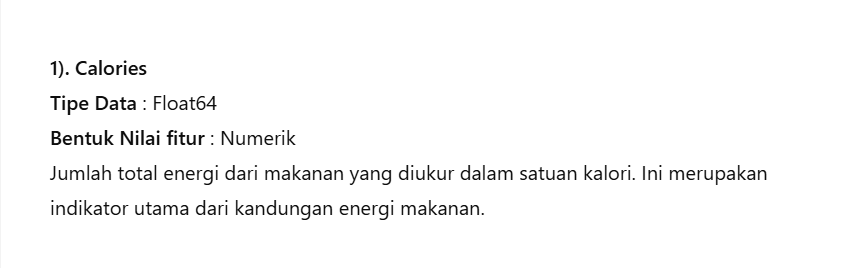 1). Calories
Tipe Data : Float64
Bentuk Nilai fitur : Numerik
Jumlah total energi dari makanan yang diukur dalam satuan kalori. Ini merupakan
indikator utama dari kandungan energi makanan.